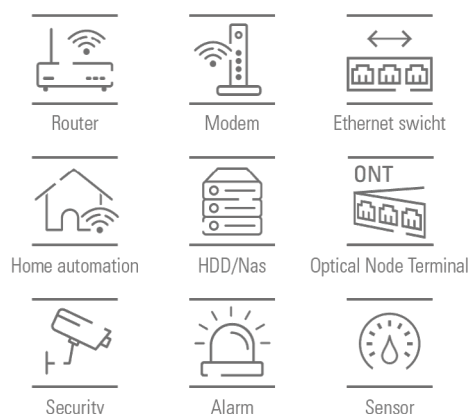 Router
Modem
Ethernet swicht
Home automation
HDD/Nas
ONT
Optical Node Terminal
Security
Alarm
Sensor